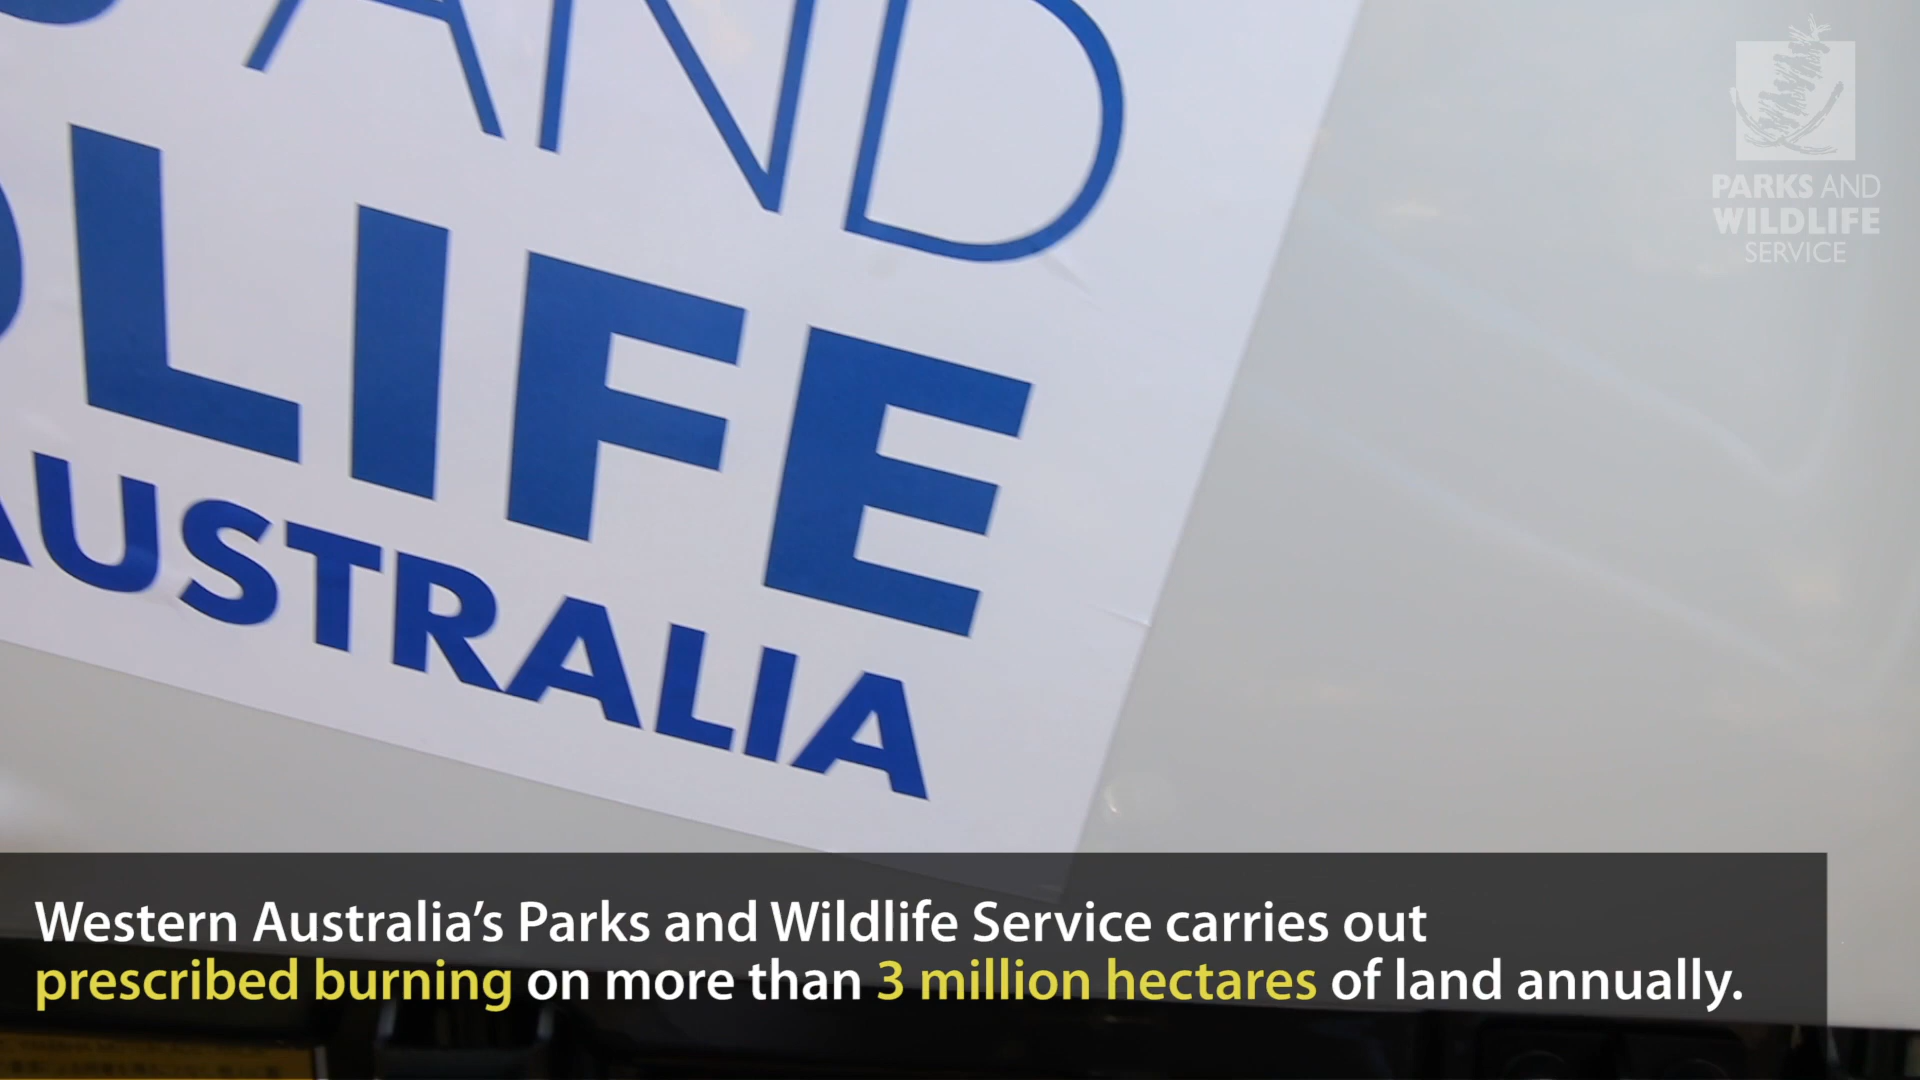 AND
LIFE
AUSTRALIA
PARKS AND
WILDLIFE
SERVICE
Western Australia’s Parks and Wildlife Service carries out
prescribed burning on more than 3 million hectares of land annually.